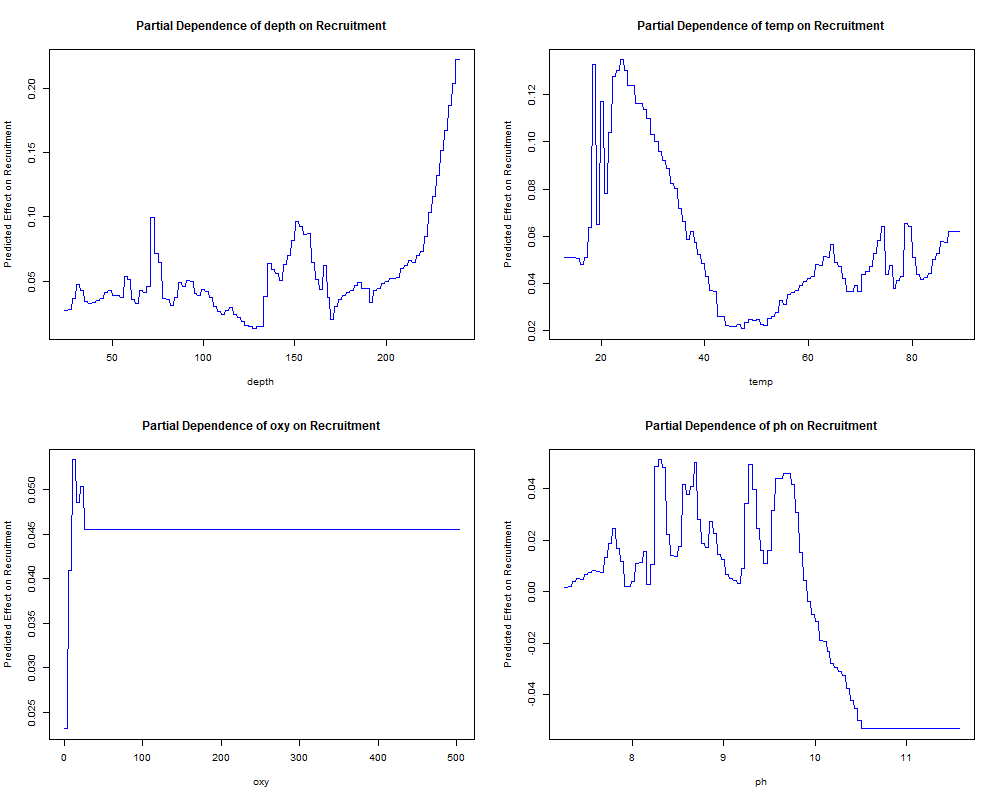 Partial Dependence of depth on Recruitment
Predicted Effect on Recruitment
0.05 0.10 0.15 0.20
50 100 150 200
depth
Partial Dependence of temp on Recruitment
Predicted Effect on Recruitment
0.02 0.04 0.06 0.08 0.10 0.12
20 40 60 80
temp
Partial Dependence of oxy on Recruitment
Predicted Effect on Recruitment
0.025 0.030 0.035 0.040 0.045 0.050
0 100 200 300 400 500
oxy
Partial Dependence of ph on Recruitment
Predicted Effect on Recruitment
-0.04 -0.02 0.00 0.02 0.04
8 9 10 11
ph